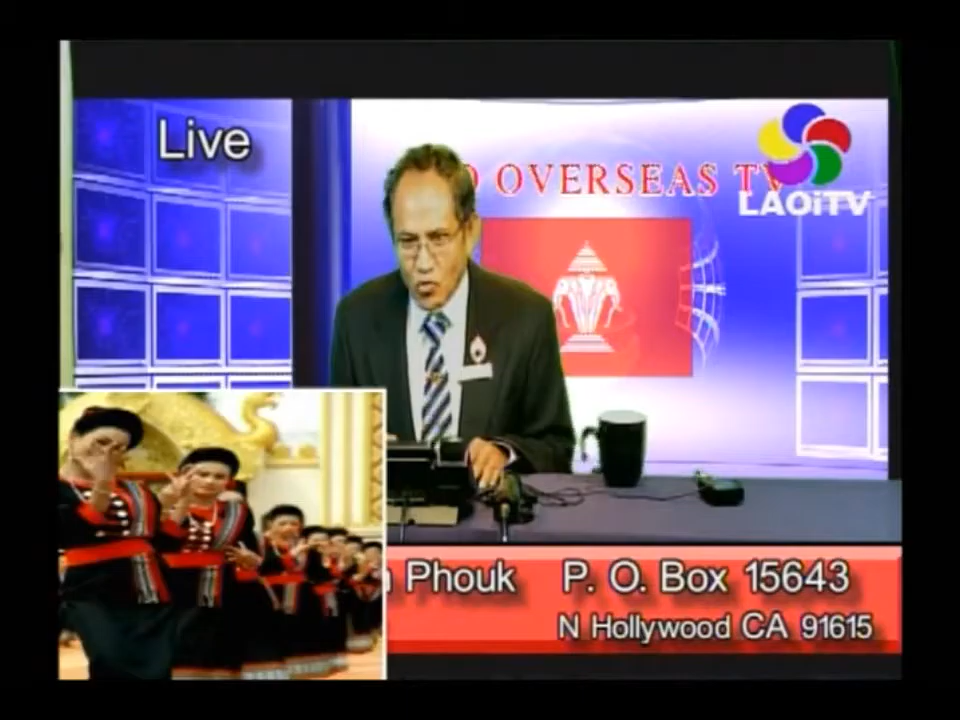 Live
OVERSEAS TV
LAOiTV
Phouk
P. O. Box 15643
N Hollywood CA 91615